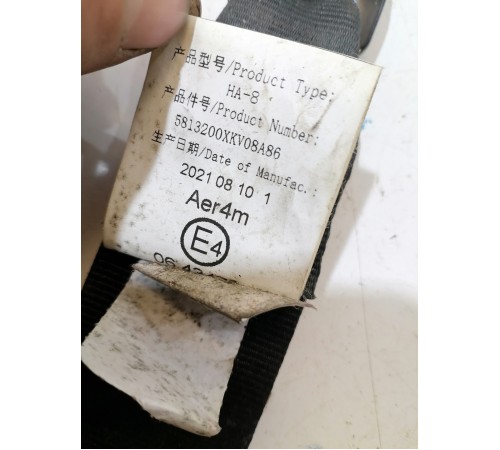 产品型号/Product Type:
HA-8
产品件号/Product Number:
5813200XKV08A86
生产日期/Date of Manufac.:
2021 08 10 1
Aer4m
E4